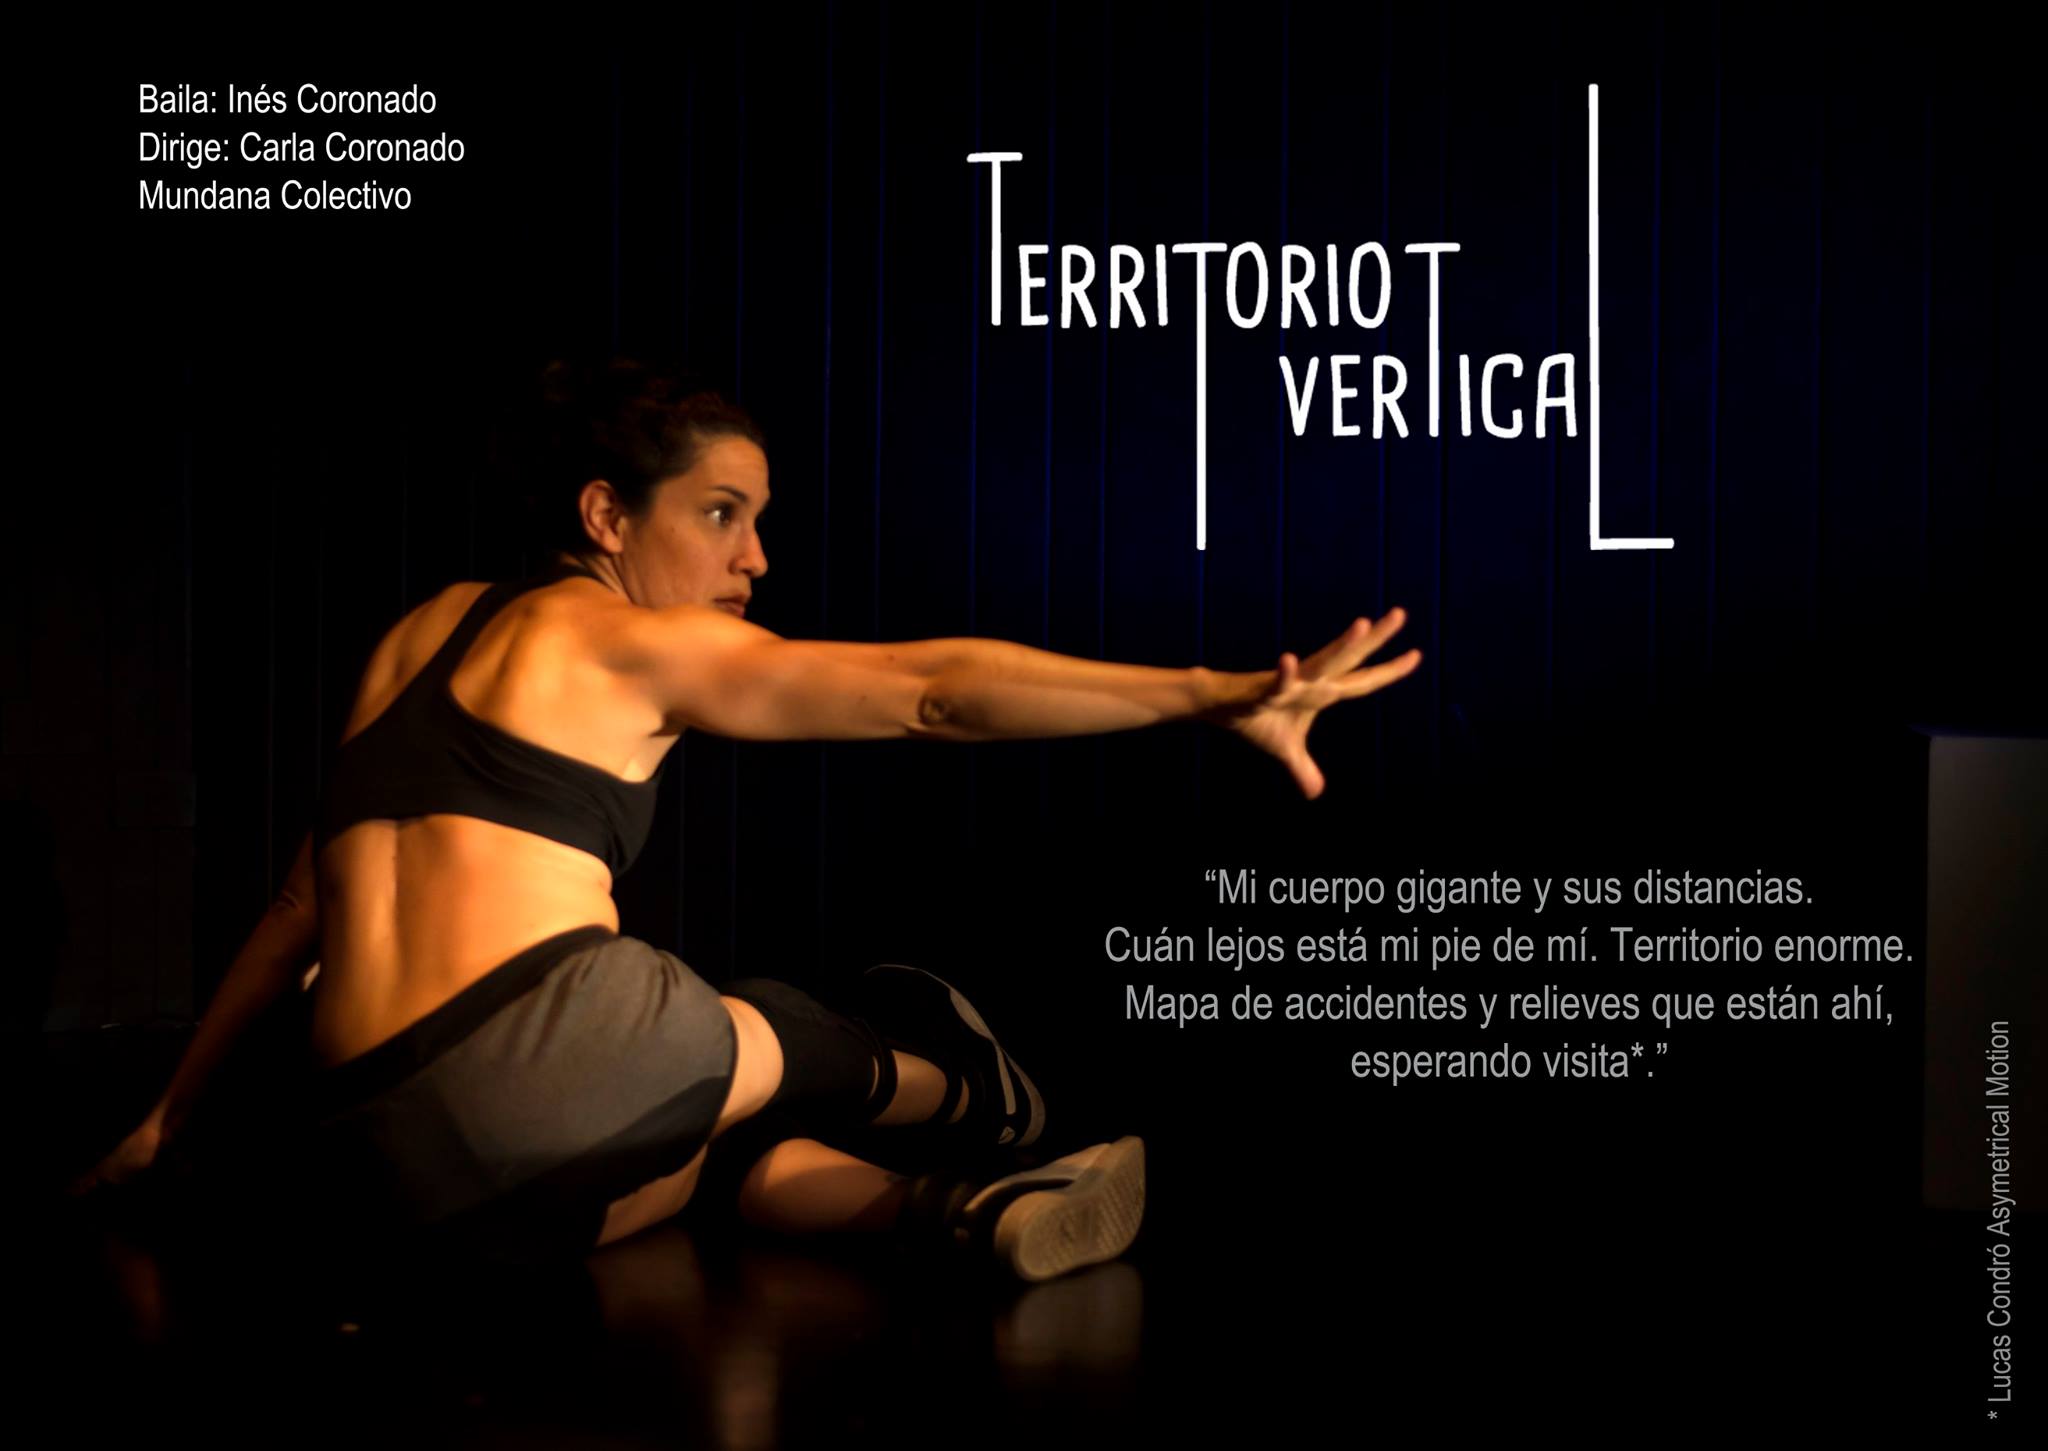 Baila: Inés Coronado
Dirige: Carla Coronado
Mundana Colectivo
TERRITORIO
VERTICAL
“Mi cuerpo gigante y sus distancias.
Cuán lejos está mi pie de mí. Territorio enorme.
Mapa de accidentes y relieves que están ahí,
esperando visita*.”
* Lucas Condró Asymetrical Motion